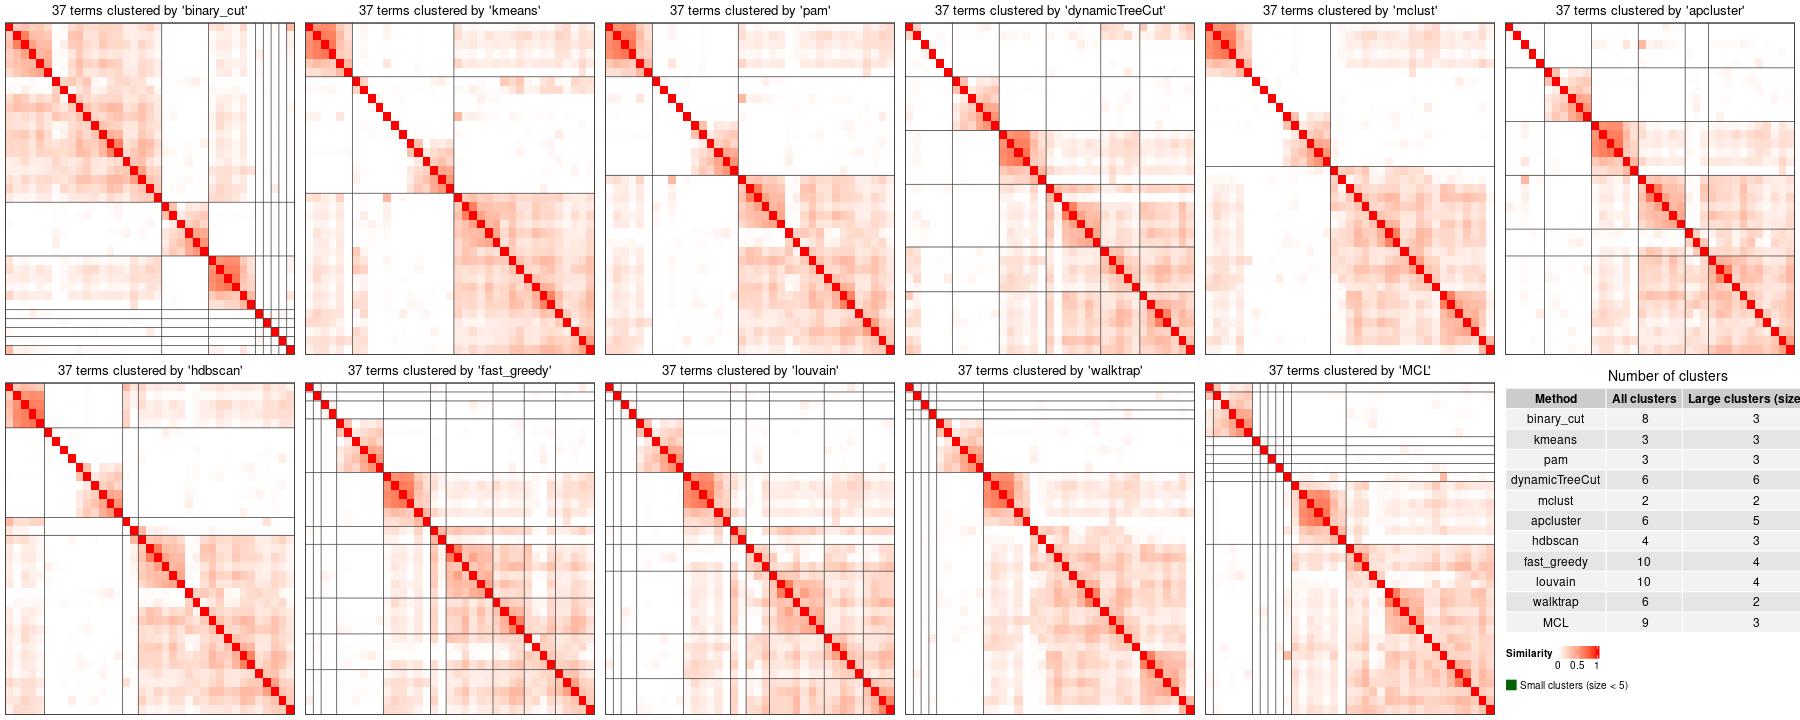 37 terms clustered by 'binary_cut'
37 terms clustered by 'kmeans'
37 terms clustered by 'pam'
37 terms clustered by 'dynamicTreeCut'
37 terms clustered by 'mclust'
37 terms clustered by 'apcluster'
37 terms clustered by 'hdbscan'
37 terms clustered by 'fast_greedy'
37 terms clustered by 'louvain'
37 terms clustered by 'walktrap'
37 terms clustered by 'MCL'
Number of clusters
Method All clusters Large clusters (size
binary_cut 8 3
kmeans 3 3
pam 3 3
dynamicTreeCut 6 6
mclust 2 2
apcluster 6 5
hdbscan 4 3
fast_greedy 10 4
louvain 10 4
walktrap 6 2
MCL 9 3
Similarity
0 0.5 1
Small clusters (size < 5)